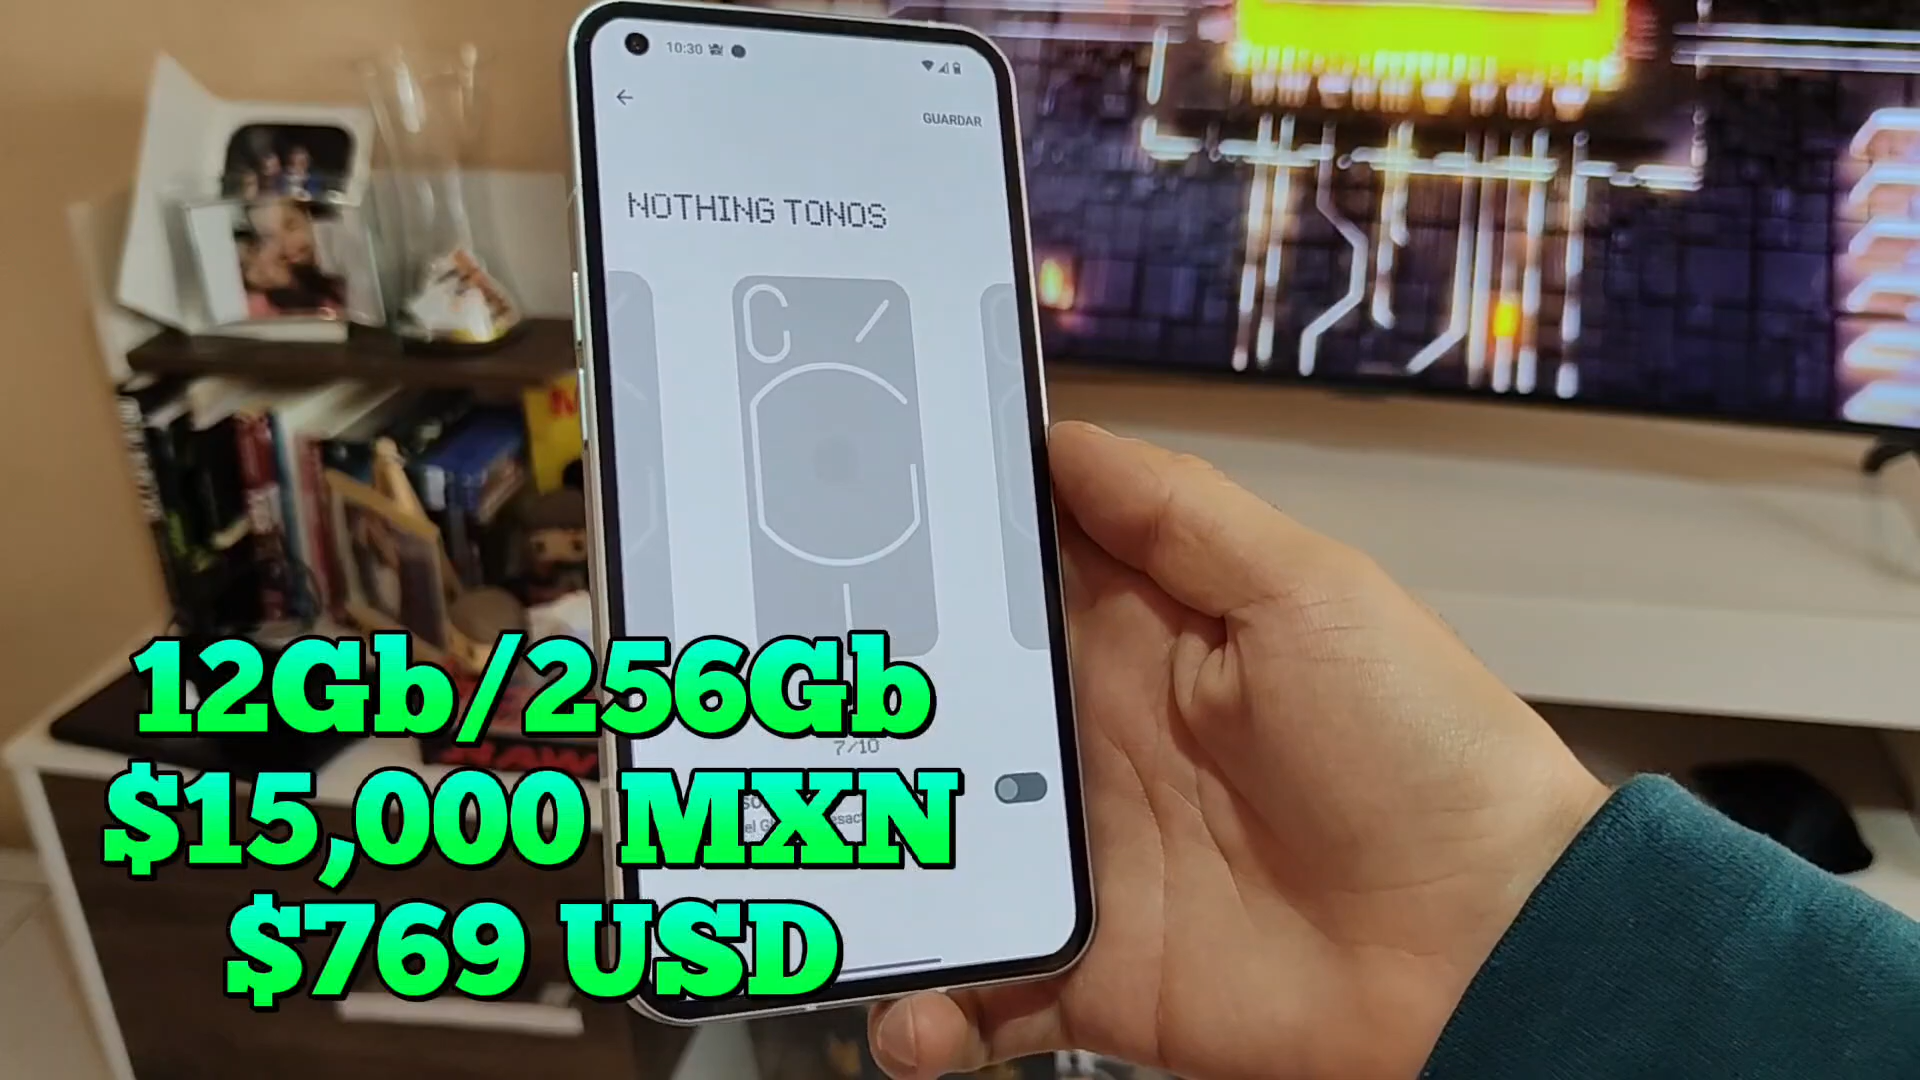 10:30
GUARDAR
NOTHING TONOS
12Gb/256Gb
7/10
$15,000 MXN
$769 USD